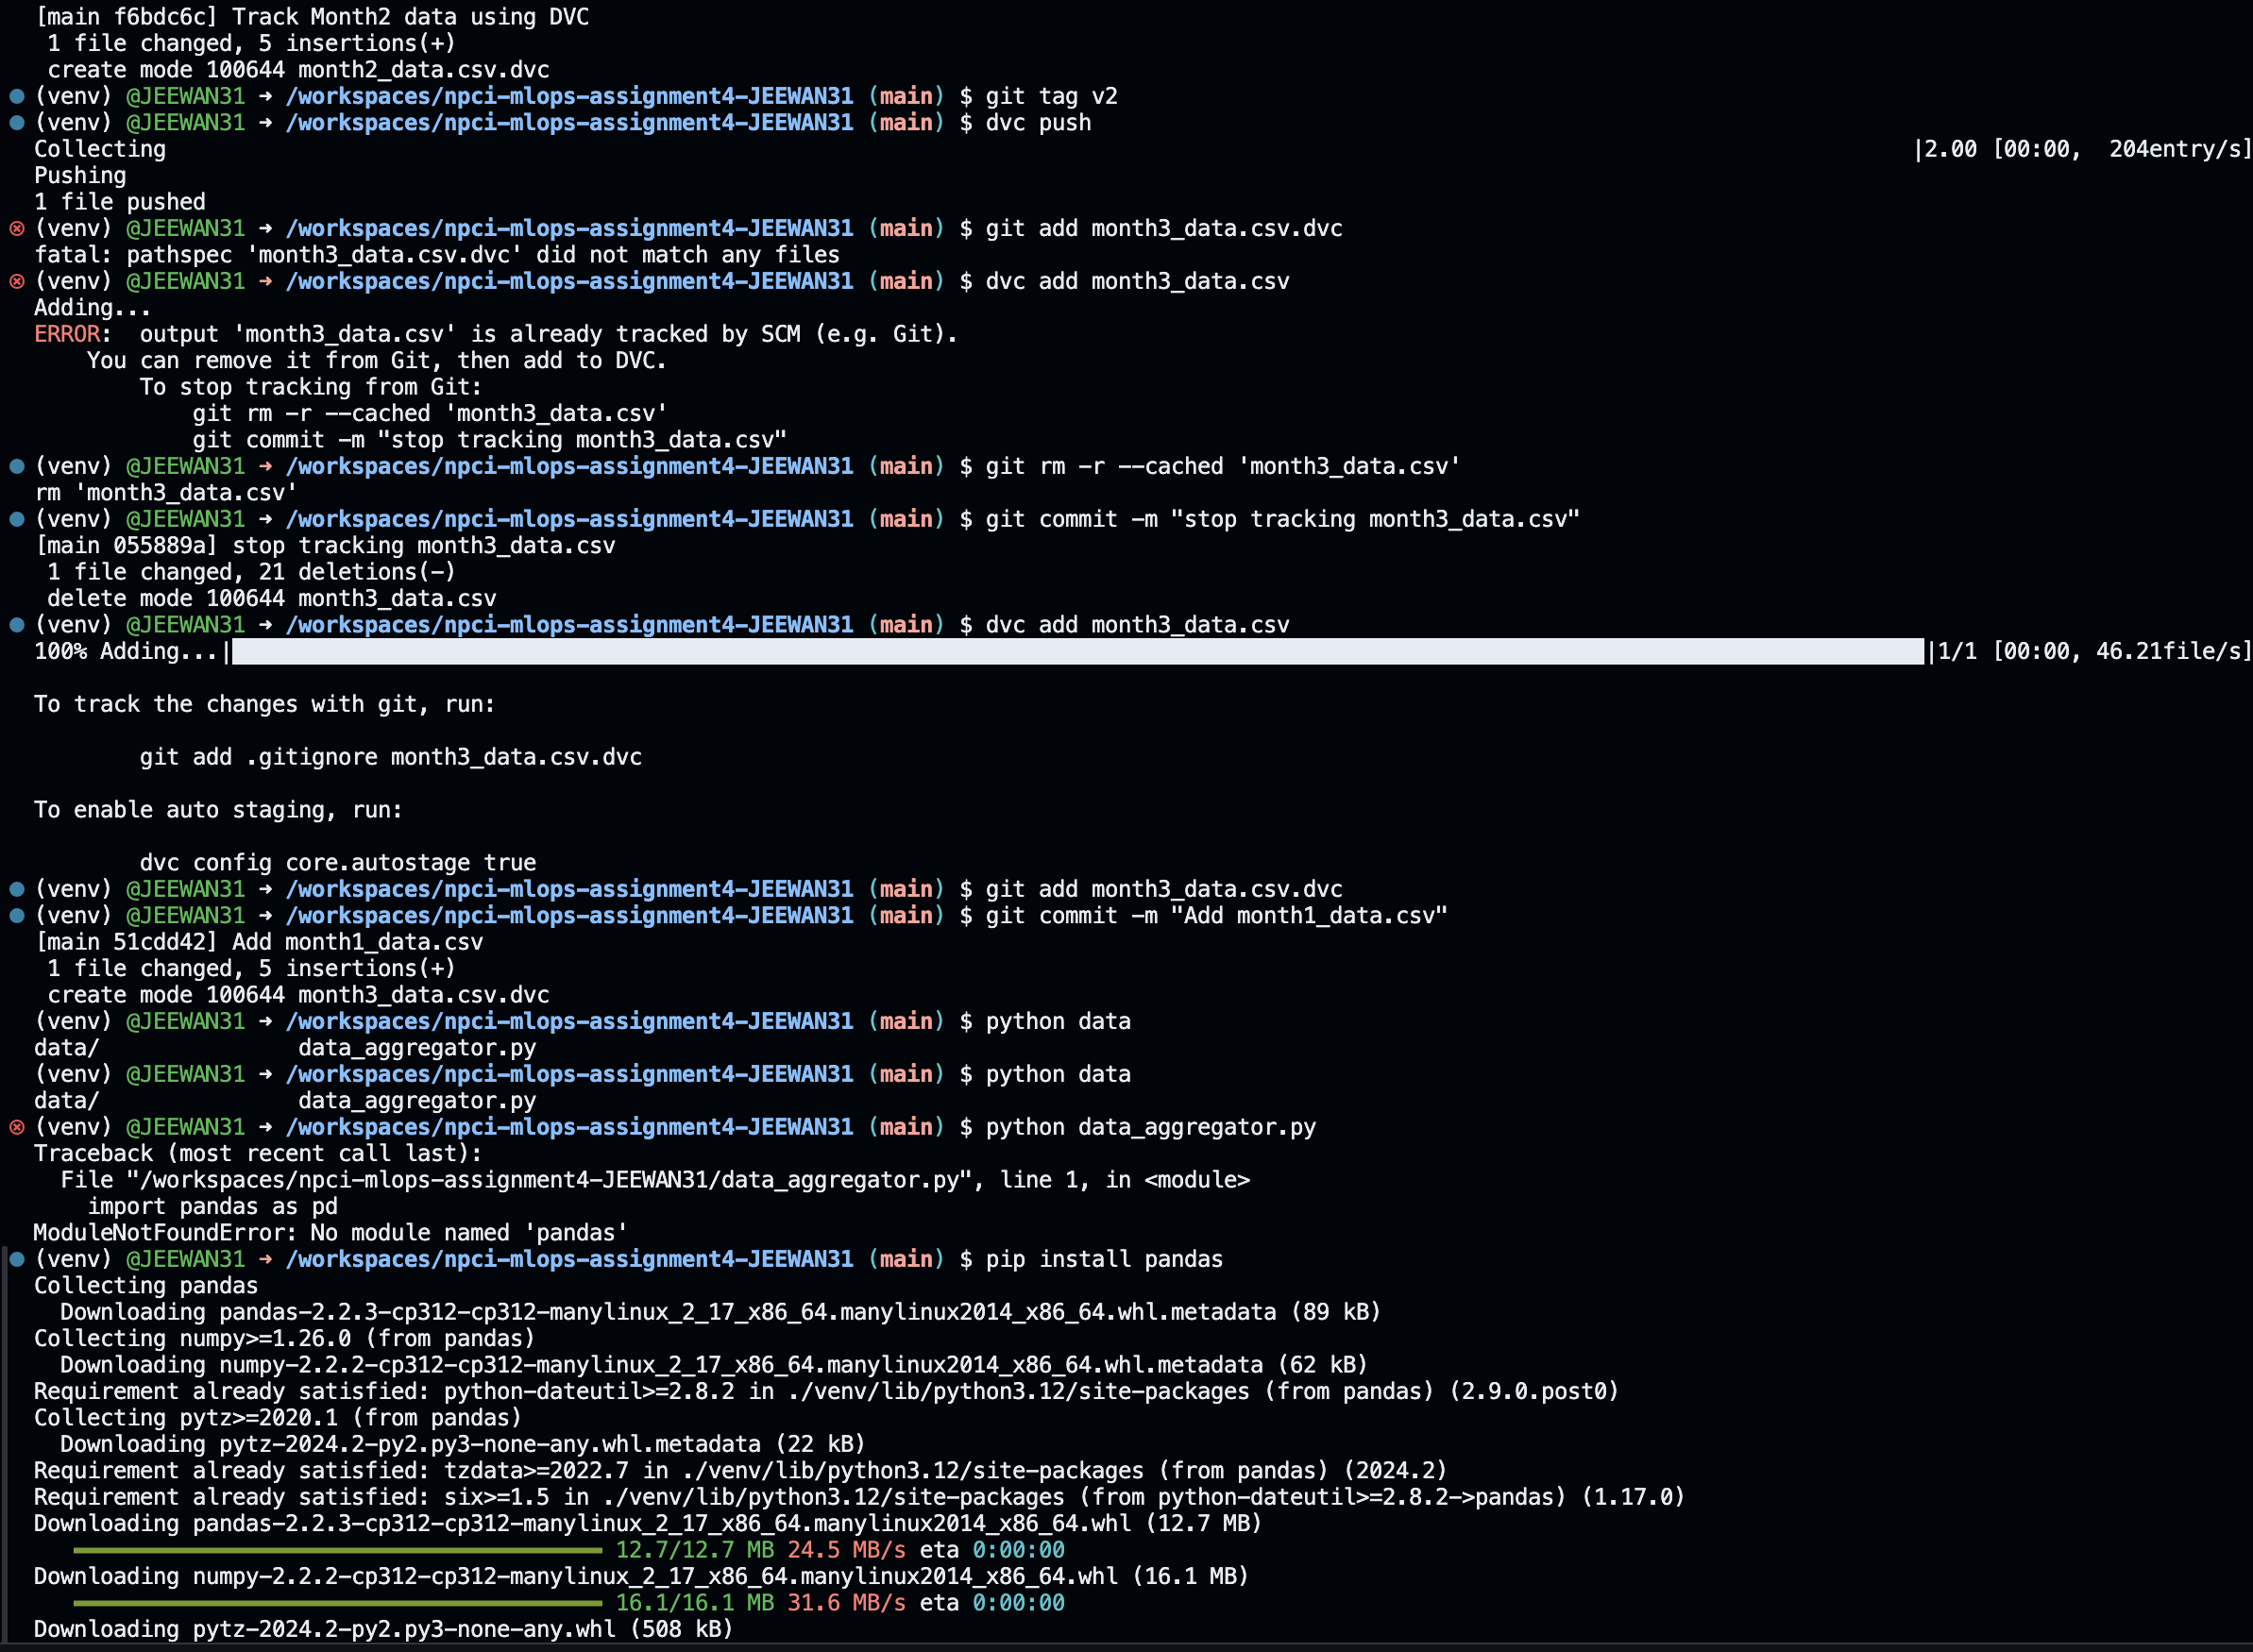 [main f6bdc6c] Track Month2 data using DVC
 1 file changed, 5 insertions(+)
 create mode 100644 month2_data.csv.dvc
(venv) @JEEWAN31 ➜ /workspaces/npci-mlops-assignment4-JEEWAN31 (main) $ git tag v2
(venv) @JEEWAN31 ➜ /workspaces/npci-mlops-assignment4-JEEWAN31 (main) $ dvc push
Collecting |2.00 [00:00,  204entry/s]
Pushing
1 file pushed
(venv) @JEEWAN31 ➜ /workspaces/npci-mlops-assignment4-JEEWAN31 (main) $ git add month3_data.csv.dvc
fatal: pathspec 'month3_data.csv.dvc' did not match any files
(venv) @JEEWAN31 ➜ /workspaces/npci-mlops-assignment4-JEEWAN31 (main) $ dvc add month3_data.csv
Adding...
ERROR:  output 'month3_data.csv' is already tracked by SCM (e.g. Git).
    You can remove it from Git, then add to DVC.
        To stop tracking from Git:
            git rm -r --cached 'month3_data.csv'
            git commit -m "stop tracking month3_data.csv"
(venv) @JEEWAN31 ➜ /workspaces/npci-mlops-assignment4-JEEWAN31 (main) $ git rm -r --cached 'month3_data.csv'
rm 'month3_data.csv'
(venv) @JEEWAN31 ➜ /workspaces/npci-mlops-assignment4-JEEWAN31 (main) $ git commit -m "stop tracking month3_data.csv"
[main 055889a] stop tracking month3_data.csv
 1 file changed, 21 deletions(-)
 delete mode 100644 month3_data.csv
(venv) @JEEWAN31 ➜ /workspaces/npci-mlops-assignment4-JEEWAN31 (main) $ dvc add month3_data.csv
100% Adding...| |1/1 [00:00, 46.21file/s]
To track the changes with git, run:
        git add .gitignore month3_data.csv.dvc
To enable auto staging, run:
        dvc config core.autostage true
(venv) @JEEWAN31 ➜ /workspaces/npci-mlops-assignment4-JEEWAN31 (main) $ git add month3_data.csv.dvc
(venv) @JEEWAN31 ➜ /workspaces/npci-mlops-assignment4-JEEWAN31 (main) $ git commit -m "Add month1_data.csv"
[main 51cdd42] Add month1_data.csv
 1 file changed, 5 insertions(+)
 create mode 100644 month3_data.csv.dvc
(venv) @JEEWAN31 ➜ /workspaces/npci-mlops-assignment4-JEEWAN31 (main) $ python data
data/               data_aggregator.py
(venv) @JEEWAN31 ➜ /workspaces/npci-mlops-assignment4-JEEWAN31 (main) $ python data
data/               data_aggregator.py
(venv) @JEEWAN31 ➜ /workspaces/npci-mlops-assignment4-JEEWAN31 (main) $ python data_aggregator.py
Traceback (most recent call last):
  File "/workspaces/npci-mlops-assignment4-JEEWAN31/data_aggregator.py", line 1, in <module>
    import pandas as pd
ModuleNotFoundError: No module named 'pandas'
(venv) @JEEWAN31 ➜ /workspaces/npci-mlops-assignment4-JEEWAN31 (main) $ pip install pandas
Collecting pandas
  Downloading pandas-2.2.3-cp312-cp312-manylinux_2_17_x86_64.manylinux2014_x86_64.whl.metadata (89 kB)
Collecting numpy>=1.26.0 (from pandas)
  Downloading numpy-2.2.2-cp312-cp312-manylinux_2_17_x86_64.manylinux2014_x86_64.whl.metadata (62 kB)
Requirement already satisfied: python-dateutil>=2.8.2 in ./venv/lib/python3.12/site-packages (from pandas) (2.9.0.post0)
Collecting pytz>=2020.1 (from pandas)
  Downloading pytz-2024.2-py2.py3-none-any.whl.metadata (22 kB)
Requirement already satisfied: tzdata>=2022.7 in ./venv/lib/python3.12/site-packages (from pandas) (2024.2)
Requirement already satisfied: six>=1.5 in ./venv/lib/python3.12/site-packages (from python-dateutil>=2.8.2->pandas) (1.17.0)
Downloading pandas-2.2.3-cp312-cp312-manylinux_2_17_x86_64.manylinux2014_x86_64.whl (12.7 MB)
12.7/12.7 MB 24.5 MB/s eta 0:00:00
Downloading numpy-2.2.2-cp312-cp312-manylinux_2_17_x86_64.manylinux2014_x86_64.whl (16.1 MB)
16.1/16.1 MB 31.6 MB/s eta 0:00:00
Downloading pytz-2024.2-py2.py3-none-any.whl (508 kB)